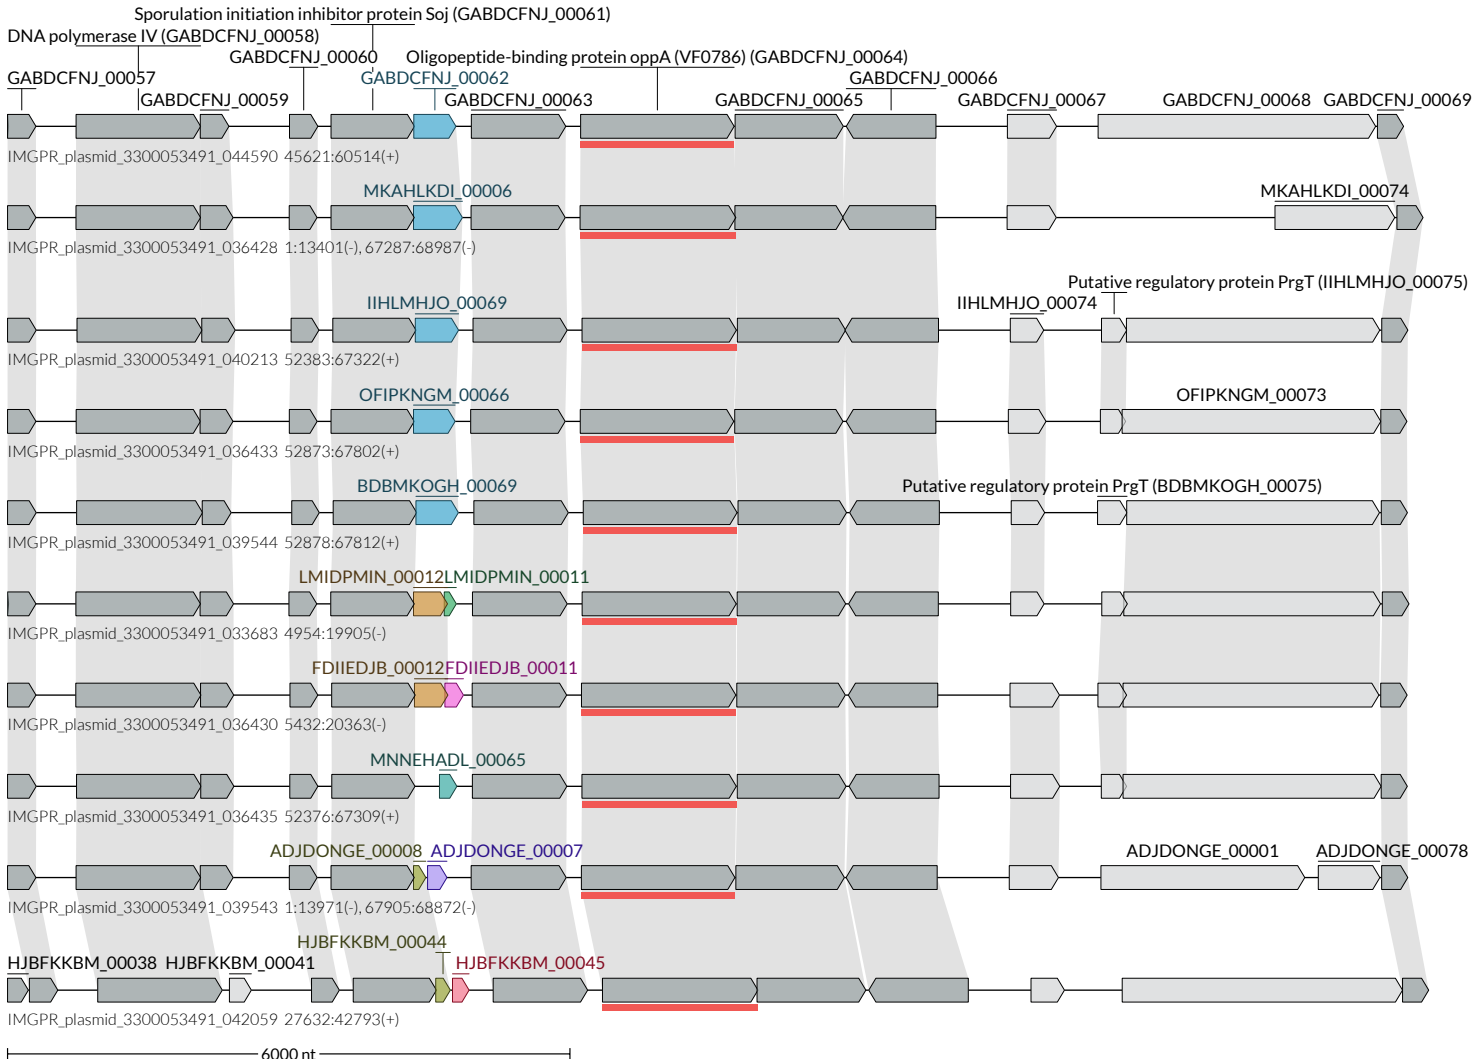 Sporulation initiation inhibitor protein Soj (GABDCFNJ_00061)
DNA polymerase IV (GABDCFNJ_00058)
GABDCFNJ_00060 Oligopeptide-binding protein oppA (VF0786) (GABDCFNJ_00064)
GABDCFNJ_00057 GABDCFNJ_00062 GABDCFNJ_00066
GABDCFNJ_00059 GABDCFNJ_00063 GABDCFNJ_00065 GABDCFNJ_00067 GABDCFNJ_00068 GABDCFNJ_00069
IMGPR_plasmid_3300053491_044590 45621:60514(+)
MKAHLKDI_00006 MKAHLKDI_00074
IMGPR_plasmid_3300053491_036428 1:13401(-), 67287:68987(-)
Putative regulatory protein PrgT (IIHLMHJO_00075)
IIHLMHJO_00069 IIHLMHJO_00074
IMGPR_plasmid_3300053491_040213 52383:67322(+)
OFIPKNGM_00066 OFIPKNGM_00073
IMGPR_plasmid_3300053491_036433 52873:67802(+)
BDBMKOGH_00069 Putative regulatory protein PrgT (BDBMKOGH_00075)
IMGPR_plasmid_3300053491_039544 52878:67812(+)
LMIDPMIN_00012 LMIDPMIN_00011
IMGPR_plasmid_3300053491_033683 4954:19905(-)
FDIIEDJB_00012 FDIIEDJB_00011
IMGPR_plasmid_3300053491_036430 5432:20363(-)
MNNEHADL_00065
IMGPR_plasmid_3300053491_036435 52376:67309(+)
ADJDONGE_00008 ADJDONGE_00007 ADJDONGE_00001 ADJDONGE_00078
IMGPR_plasmid_3300053491_039543 1:13971(-), 67905:68872(-)
HJBFKKBM_00044
HJBFKKBM_00038 HJBFKKBM_00041 HJBFKKBM_00045
IMGPR_plasmid_3300053491_042059 27632:42793(+)
6000 nt